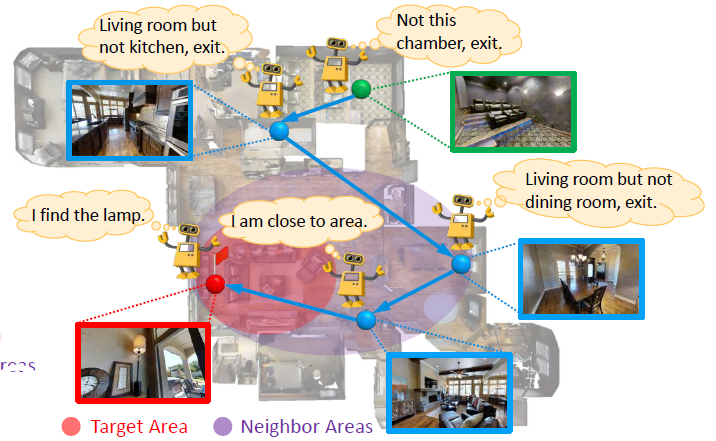 Living room but
not kitchen, exit.
Not this
chamber, exit.
Living room but not
dining room, exit.
I find the lamp.
I am close to area.
reas
Target Area
Neighbor Areas